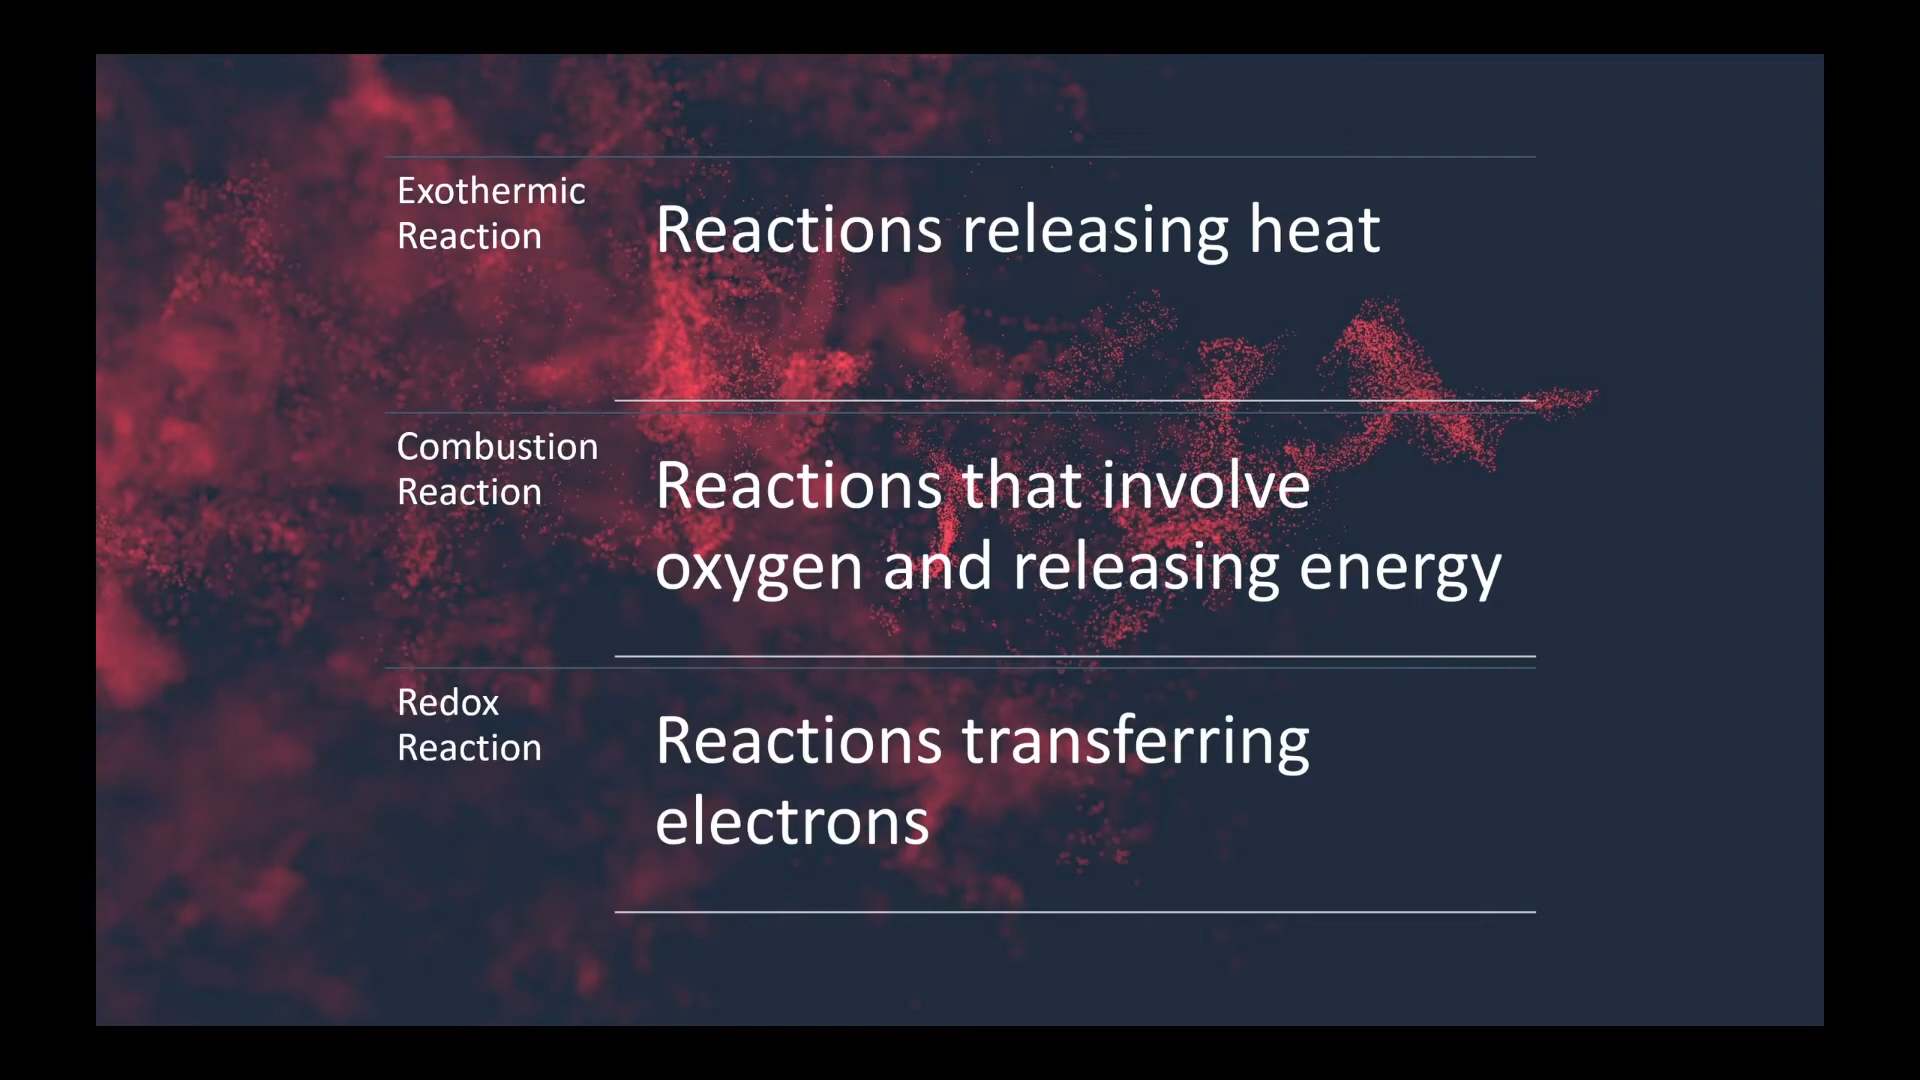 Exothermic
Reaction
Reactions releasing heat
Combustion
Reaction
Reactions that involve
oxygen and releasing energy
Redox
Reaction
Reactions transferring
electrons